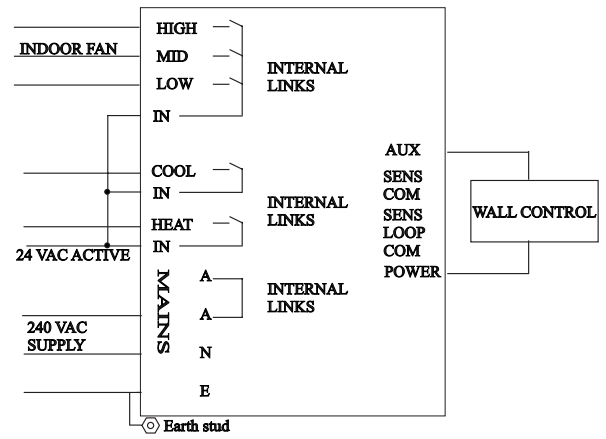 HIGH
INDOOR FAN
MID
LOW
INTERNAL
LINKS
IN
COOL
IN
INTERNAL
LINKS
HEAT
IN
24 VAC ACTIVE
MAINS
A
A
N
E
INTERNAL
LINKS
240 VAC
SUPPLY
Earth stud
AUX
SENS
COM
SENS
LOOP
COM
POWER
WALL CONTROL